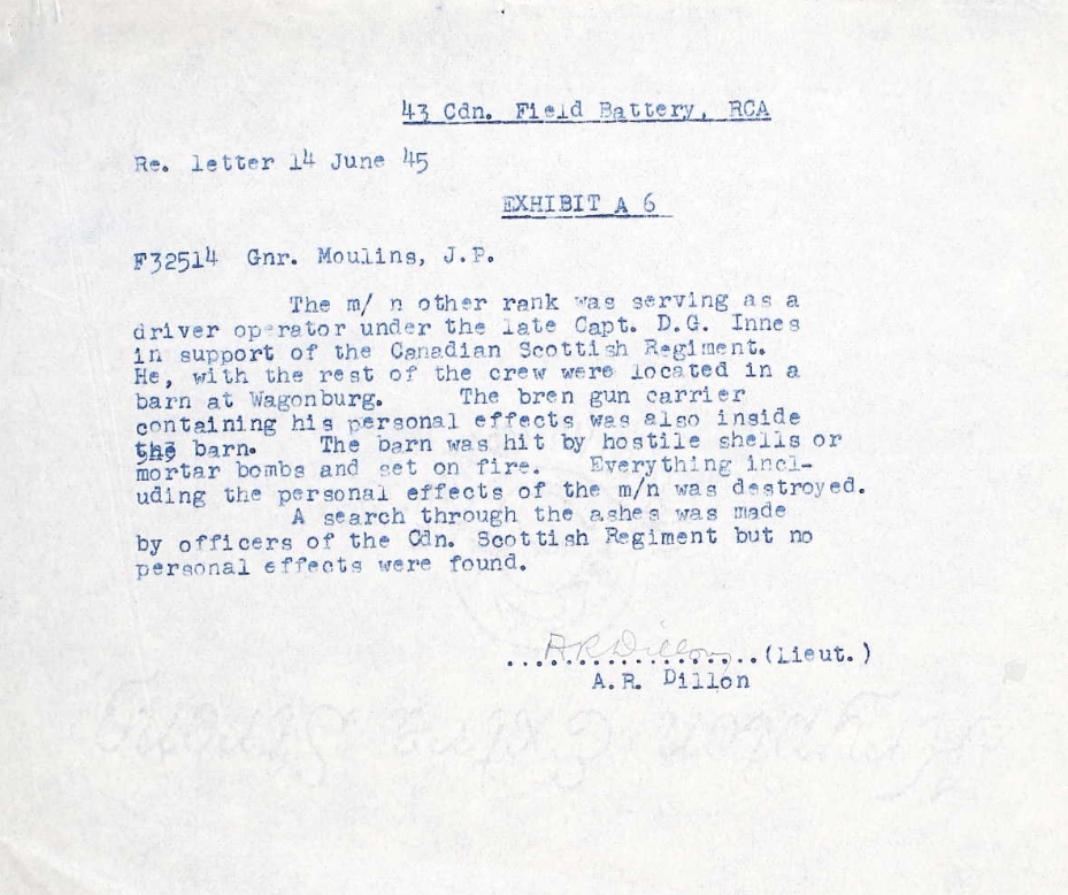 43 Cdn. Field Battery, RCA
Re. letter 14 June 45
EXHIBIT A 6
F32514 Gnr. Moulins, J.P.
The m/ n other rank was serving as a
driver operator under the late Capt. D.G. Innes
in support of the Canadian Scottish Regiment.
He, with the rest of the crew were located in a
barn at Wagonburg. The bren gun carrier
containing his personal effects was also inside
the barn. The barn was hit by hostile shells or
mortar bombs and set on fire. Everything incl-
uding the personal effects of the m/n was destroyed.
A search through the ashes was made
by officers of the Cdn. Scottish Regiment but no
personal effects were found.
A R Dillon (Lieut.)
A.R. Dillon